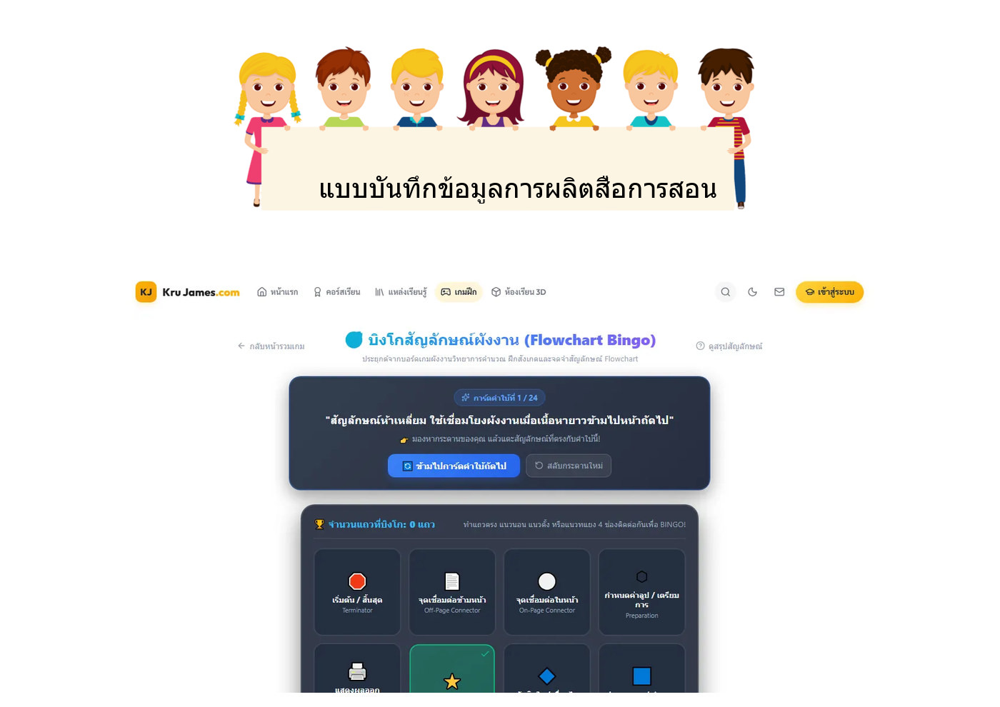 แบบบันทึกข้อมูลการผลิตสื่อการสอน
KJ Kru James.com หน้าแรก คอร์สเรียน แหล่งเรียนรู้ เกมฝึก ห้องเรียน 3D เข้าสู่ระบบ
กลับหน้ารวมเกม บิงโกสัญลักษณ์ผังงาน (Flowchart Bingo) ดูสรุปสัญลักษณ์
ประยุกต์จากบอร์ดเกมผังงานวิทยาการคำนวณ ฝึกสังเกตและจดจำสัญลักษณ์ Flowchart
การ์ดคำใบ้ที่ 1 / 24
"สัญลักษณ์ห้าเหลี่ยม ใช้เชื่อมโยงผังงานเมื่อเนื้อหายาวข้ามไปหน้าถัดไป"
มองหากระดานของคุณ แล้วแตะสัญลักษณ์ที่ตรงกับคำใบ้นี้!
ข้ามไปการ์ดคำใบ้ถัดไป สลับกระดานใหม่
จำนวนแถวที่บิงโก: 0 แถว ทำแถวตรง แนวนอน แนวตั้ง หรือแนวทแยง 4 ช่องติดต่อกันเพื่อ BINGO!
เริ่มต้น / สิ้นสุด
Terminator
จุดเชื่อมต่อข้ามหน้า
Off-Page Connector
จุดเชื่อมต่อในหน้า
On-Page Connector
กำหนดค่าลูป / เตรียม
การ
Preparation
แสดงผลออก